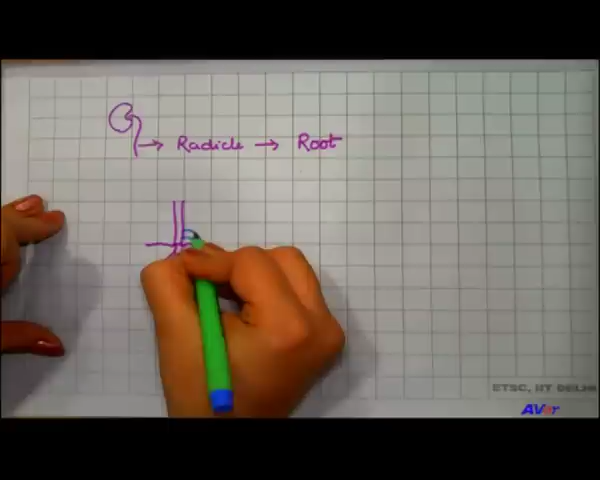 → Radicle → Root
ETSC, IIT DELHI
AVer